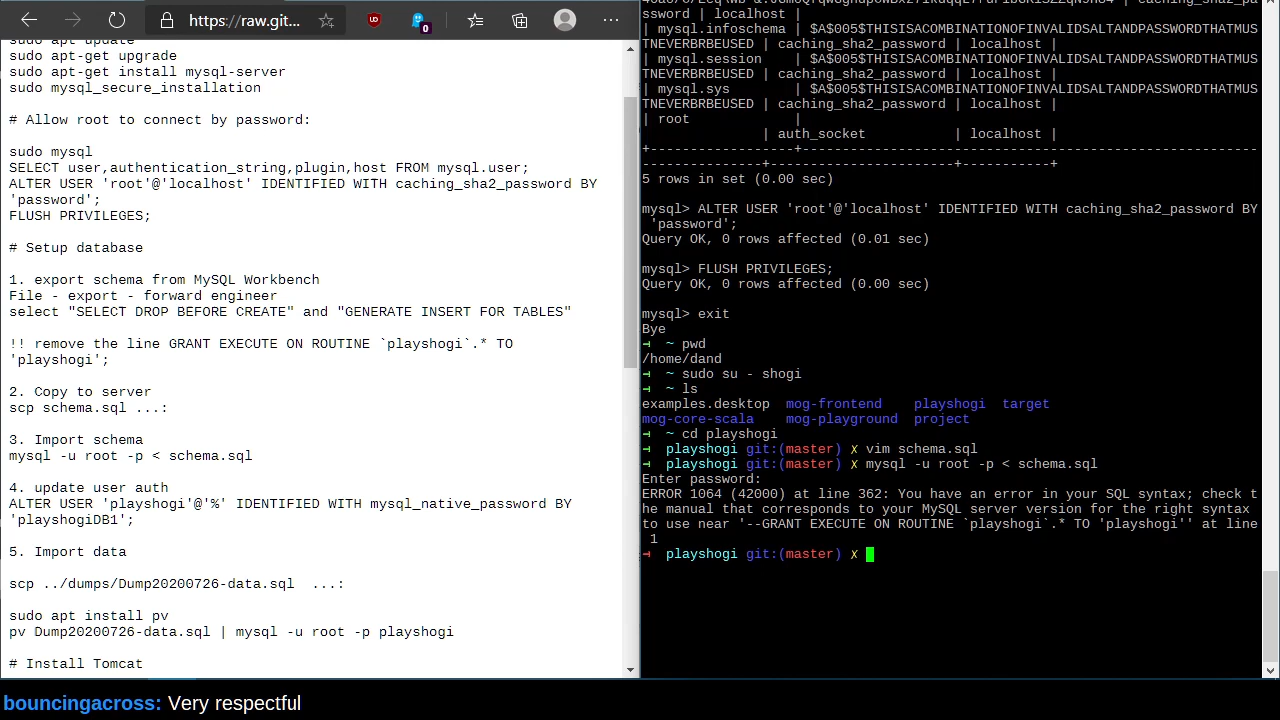 https://raw.git...
0
sudo apt update
sudo apt-get upgrade
sudo apt-get install mysql-server
sudo mysql_secure_installation
# Allow root to connect by password:
sudo mysql
SELECT user,authentication_string,plugin,host FROM mysql.user;
ALTER USER 'root'@'localhost' IDENTIFIED WITH caching_sha2_password BY
'password';
FLUSH PRIVILEGES;
# Setup database
1. export schema from MySQL Workbench
File - export - forward engineer
select "SELECT DROP BEFORE CREATE" and "GENERATE INSERT FOR TABLES"
!! remove the line GRANT EXECUTE ON ROUTINE `playshogi`.* TO
'playshogi';
2. Copy to server
scp schema.sql ...:
3. Import schema
mysql -u root -p < schema.sql
4. update user auth
ALTER USER 'playshogi'@'%' IDENTIFIED WITH mysql_native_password BY
'playshogiDB1';
5. Import data
scp ../dumps/Dump20200726-data.sql  ...:
sudo apt install pv
pv Dump20200726-data.sql | mysql -u root -p playshogi
# Install Tomcat
ssword | localhost |
| mysql.infoschema | $A$005$THISISACOMBINATIONOFINVALIDSALTANDPASSWORDTHATMUS
TNEVERBRBEUSED | caching_sha2_password | localhost |
| mysql.session    | $A$005$THISISACOMBINATIONOFINVALIDSALTANDPASSWORDTHATMUS
TNEVERBRBEUSED | caching_sha2_password | localhost |
| mysql.sys        | $A$005$THISISACOMBINATIONOFINVALIDSALTANDPASSWORDTHATMUS
TNEVERBRBEUSED | caching_sha2_password | localhost |
| root             |
| auth_socket           | localhost |
+------------------+---------------------------------------------------------
---------------+-----------------------+-----------+
5 rows in set (0.00 sec)
mysql> ALTER USER 'root'@'localhost' IDENTIFIED WITH caching_sha2_password BY
'password';
Query OK, 0 rows affected (0.01 sec)
mysql> FLUSH PRIVILEGES;
Query OK, 0 rows affected (0.00 sec)
mysql> exit
Bye
→  ~ pwd
/home/dand
→  ~ sudo su - shogi
→  ~ ls
examples.desktop  mog-frontend    playshogi  target
mog-core-scala    mog-playground  project
→  ~ cd playshogi
→  playshogi git:(master) ✗ vim schema.sql
→  playshogi git:(master) ✗ mysql -u root -p < schema.sql
Enter password:
ERROR 1064 (42000) at line 362: You have an error in your SQL syntax; check t
he manual that corresponds to your MySQL server version for the right syntax
to use near '--GRANT EXECUTE ON ROUTINE `playshogi`.* TO 'playshogi'' at line
1
→  playshogi git:(master) ✗
bouncingacross: Very respectful